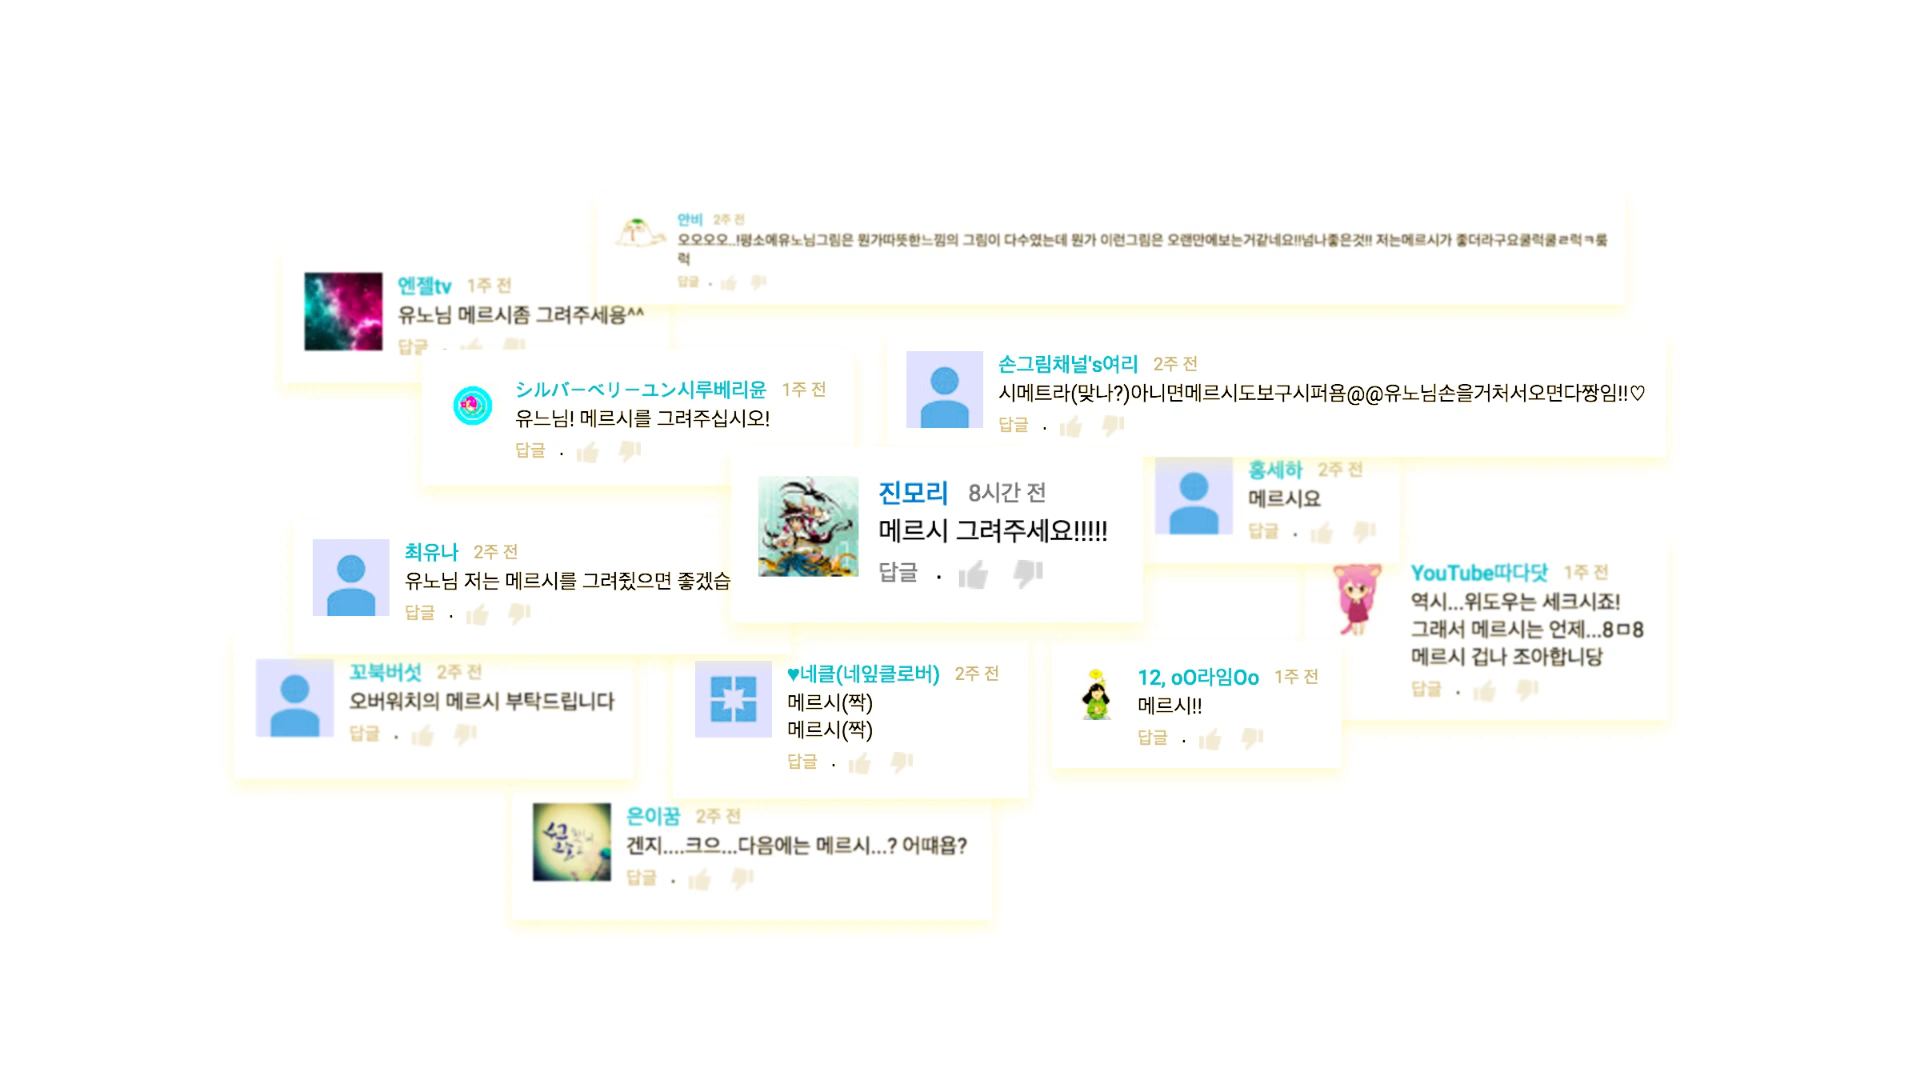 안비 2주 전
오오오오..!평소에유노님그림은 뭔가따뜻한느낌의 그림이 다수였는데 뭔가 이런그림은 오랜만에보는거같네요!!넘나좋은것!! 저는메르시가 좋더라구요쿨럭쿨ㄹ럭ㅋ룰
럭
답글 .
엔젤tv 1주 전
유노님 메르시좀 그려주세용^^
답글 .
シルバーベリーユン시루베리윤 1주 전
유느님! 메르시를 그려주십시오!
답글 .
손그림채널's여리 2주 전
시메트라(맞나?)아니면메르시도보구시퍼욤@@유노님손을거쳐서오면다짱임!!♡
답글 .
진모리 8시간 전
메르시 그려주세요!!!!!
답글 .
홍세하 2주 전
메르시요
답글 .
최유나 2주 전
유노님 저는 메르시를 그려줬으면 좋겠습
답글 .
YouTube따다닷 1주 전
역시...위도우는 세크시죠!
그래서 메르시는 언제...8ㅁ8
메르시 겁나 조아합니당
답글 .
꼬북버섯 2주 전
오버워치의 메르시 부탁드립니다
답글 .
♥네클(네잎클로버) 2주 전
메르시(짝)
메르시(짝)
답글 .
12, oO라임Oo 1주 전
메르시!!
답글 .
은이꿈 2주 전
겐지....크으...다음에는 메르시...? 어떄욥?
답글 .